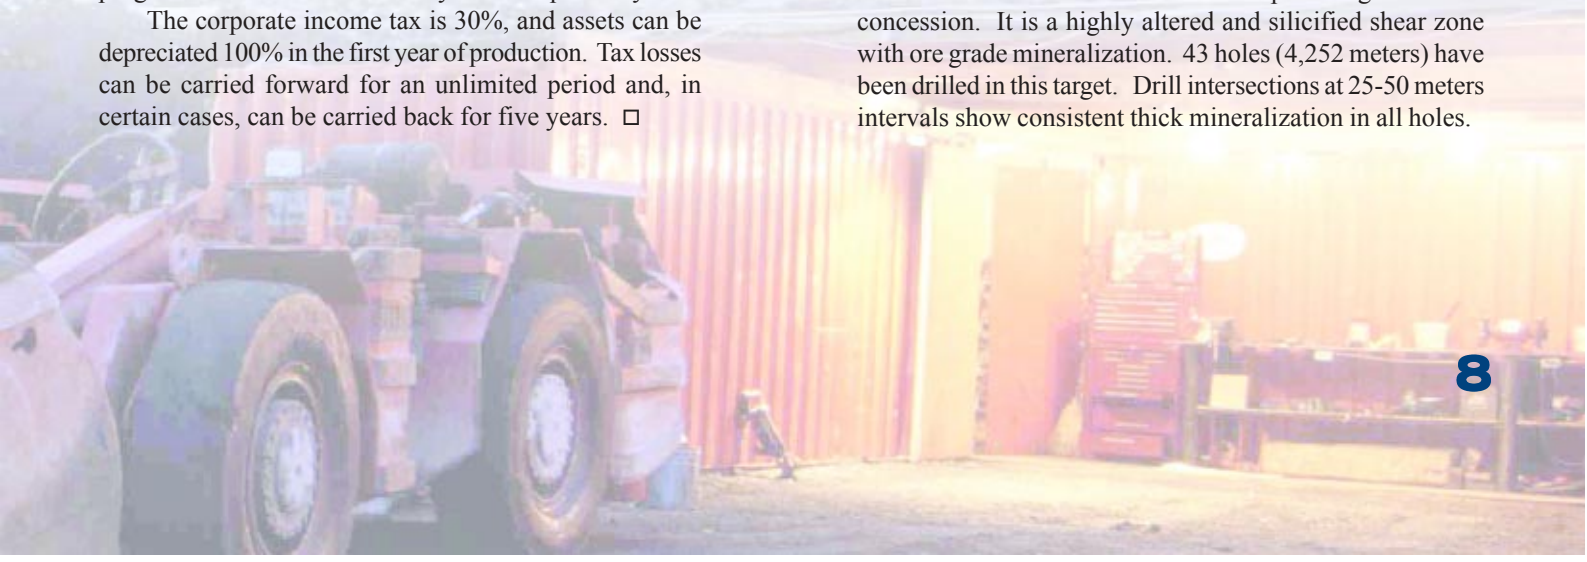 The corporate income tax is 30%, and assets can be
depreciated 100% in the first year of production. Tax losses
can be carried forward for an unlimited period and, in
certain cases, can be carried back for five years. □
concession. It is a highly altered and silicified shear zone
with ore grade mineralization. 43 holes (4,252 meters) have
been drilled in this target. Drill intersections at 25-50 meters
intervals show consistent thick mineralization in all holes.
8